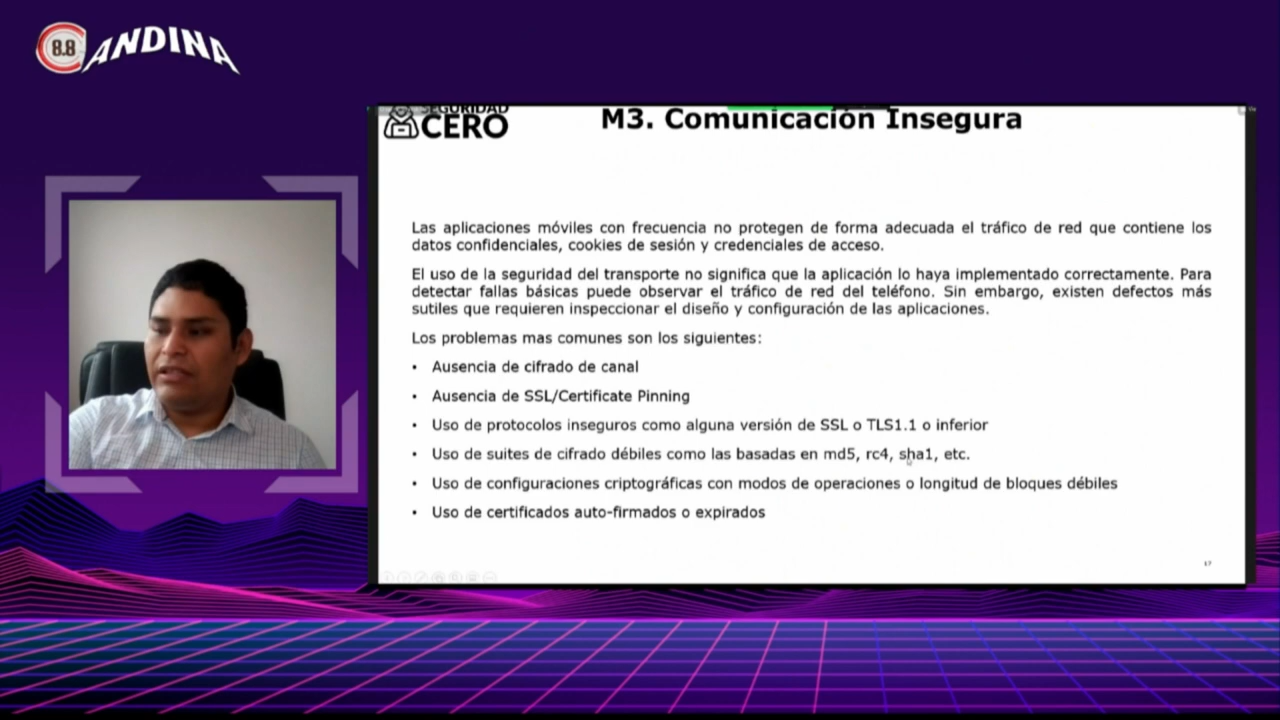 8.8 ANDINA
SEGURIDAD
CERO
M3. Comunicación Insegura
Las aplicaciones móviles con frecuencia no protegen de forma adecuada el tráfico de red que contiene los
datos confidenciales, cookies de sesión y credenciales de acceso.
El uso de la seguridad del transporte no significa que la aplicación lo haya implementado correctamente. Para
detectar fallas básicas puede observar el tráfico de red del teléfono. Sin embargo, existen defectos más
sutiles que requieren inspeccionar el diseño y configuración de las aplicaciones.
Los problemas mas comunes son los siguientes:
• Ausencia de cifrado de canal
• Ausencia de SSL/Certificate Pinning
• Uso de protocolos inseguros como alguna versión de SSL o TLS1.1 o inferior
• Uso de suites de cifrado débiles como las basadas en md5, rc4, sha1, etc.
• Uso de configuraciones criptográficas con modos de operaciones o longitud de bloques débiles
• Uso de certificados auto-firmados o expirados
17